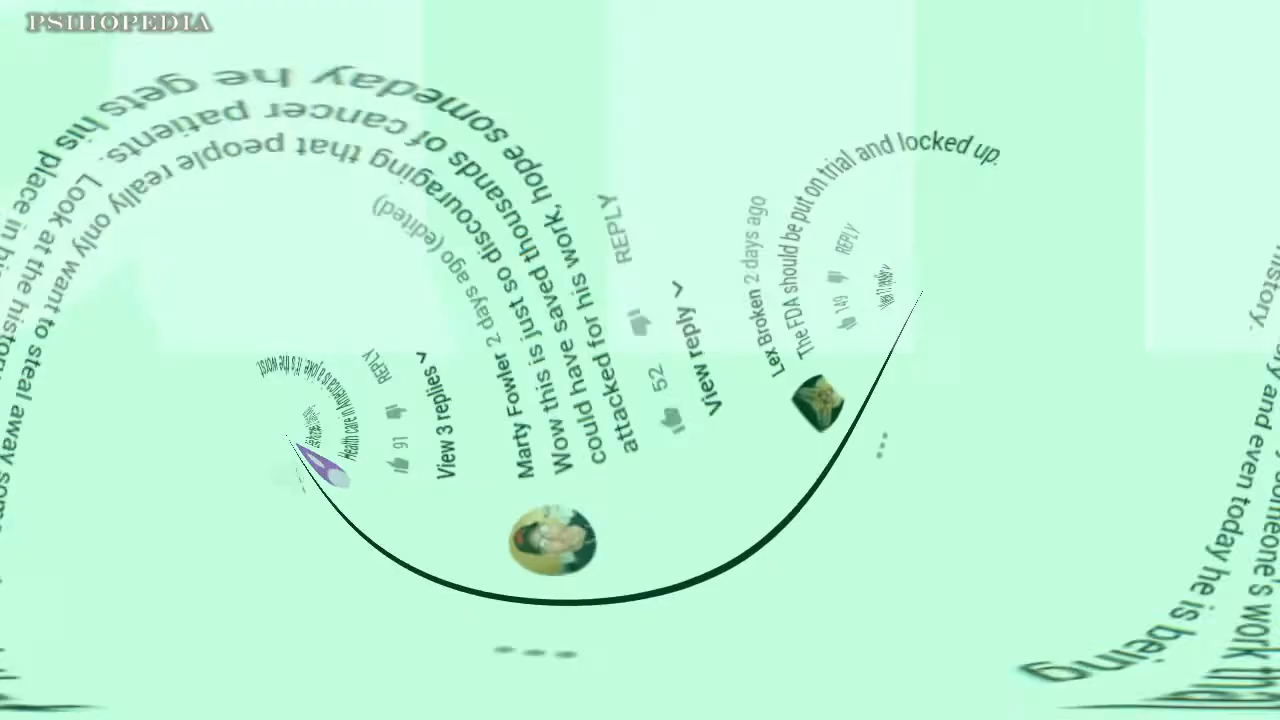 PSIHOPEDIA
Health care in America is a joke. It's the worst.
91 REPLY
View 3 replies
Marty Fowler 2 days ago (edited)
Wow this is just so discouraging that people really only want to steal away someone's work tha
could have saved thousands of cancer patients. Look at the history and even today he is being
attacked for his work, hope someday he gets his place in history.
52 REPLY
View reply
Lex Broken 2 days ago
The FDA should be put on trial and locked up.
149 REPLY